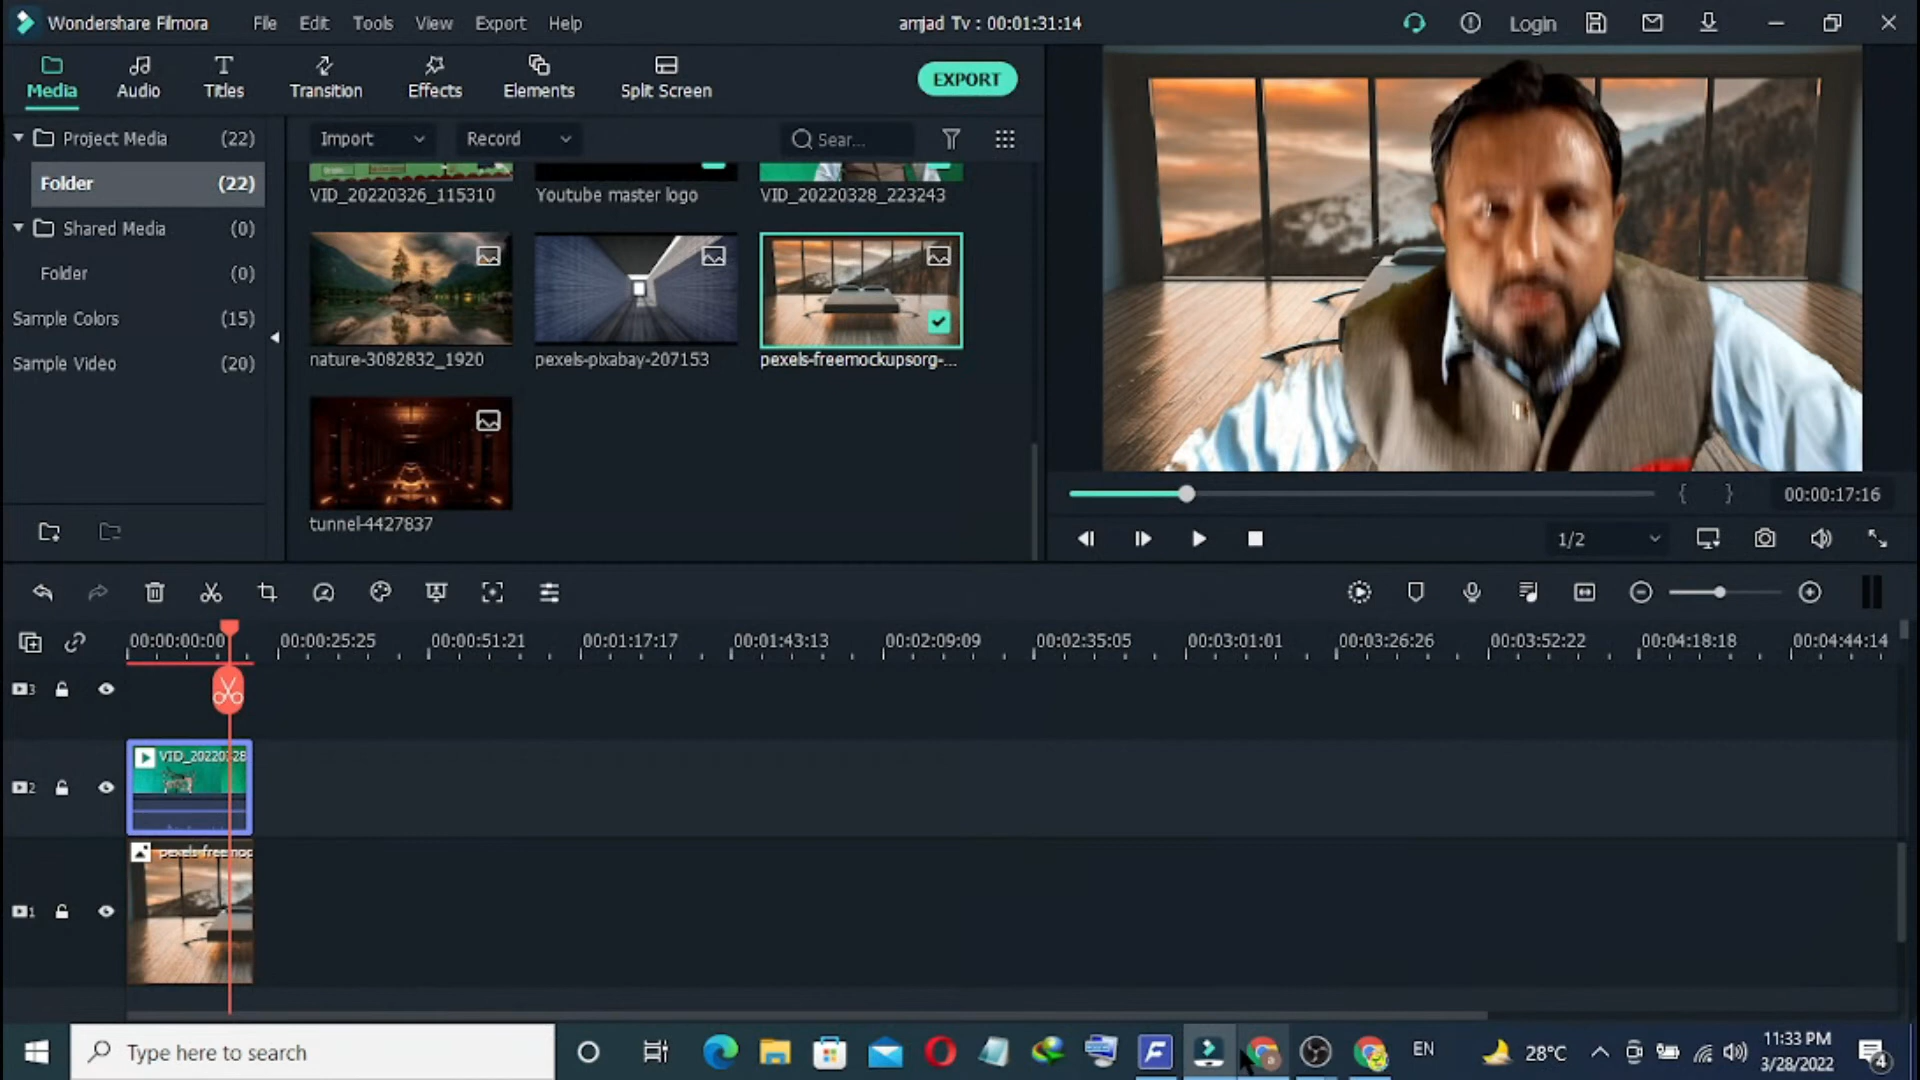 Wondershare Filmora File Edit Tools View Export Help amjad Tv : 00:01:31:14 Login
Media Audio Titles Transition Effects Elements Split Screen EXPORT
Project Media (22) Import Record Sear...
Folder (22)
VID_20220326_115310 Youtube master logo VID_20220328_223243
Shared Media (0)
Folder (0)
Sample Colors (15)
Sample Video (20)
nature-3082832_1920 pexels-pixabay-207153 pexels-freemockupsorg-...
tunnel-4427837
{ } 00:00:17:16
1/2
00:00:00:00 00:00:25:25 00:00:51:21 00:01:17:17 00:01:43:13 00:02:09:09 00:02:35:05 00:03:01:01 00:03:26:26 00:03:52:22 00:04:18:18 00:04:44:14
3
VID_20220328
2
pexels-freemoc
1
Type here to search
EN 28°C 11:33 PM
3/28/2022
4